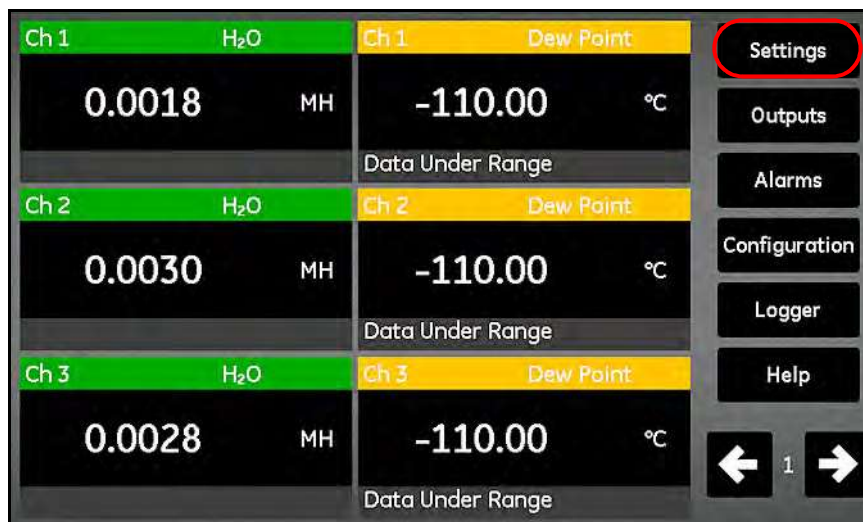 Ch 1 H₂O Ch 1 Dew Point
0.0018 MH -110.00 °C
Data Under Range
Ch 2 H₂O Ch 2 Dew Point
0.0030 MH -110.00 °C
Data Under Range
Ch 3 H₂O Ch 3 Dew Point
0.0028 MH -110.00 °C
Data Under Range
Settings
Outputs
Alarms
Configuration
Logger
Help
1